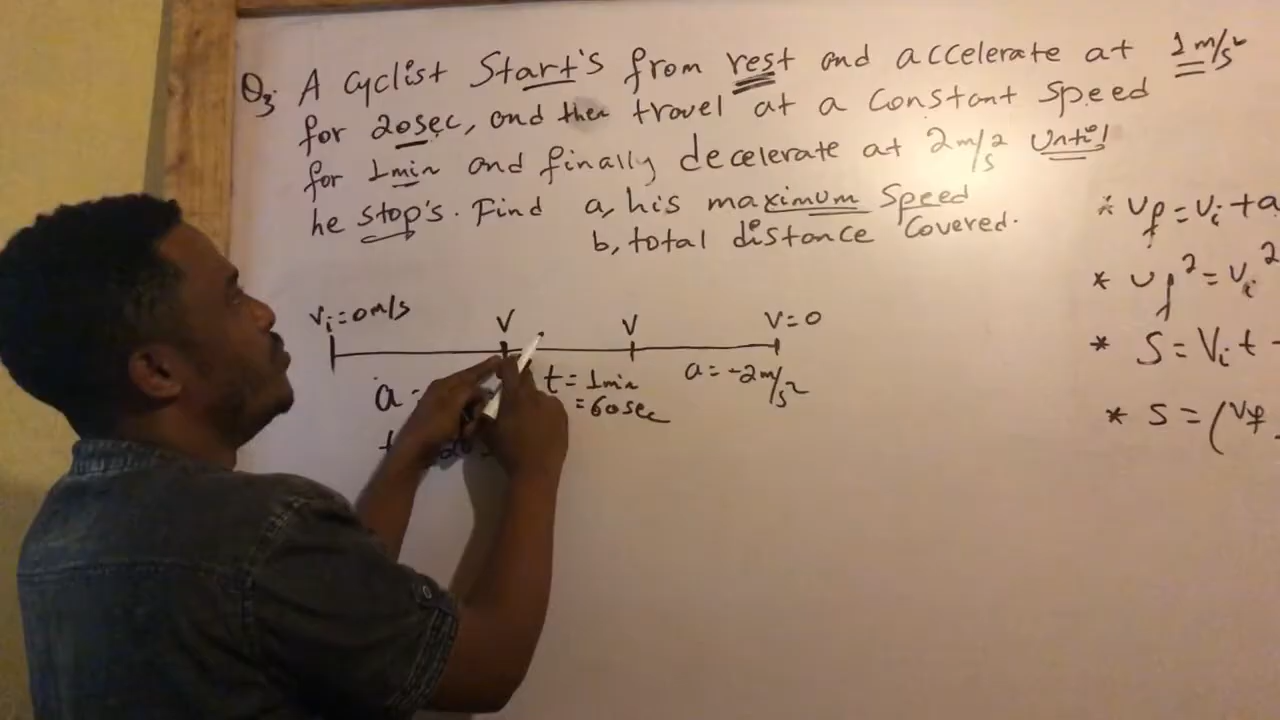 Q3. A cyclist Start's from rest and accelerate at 1m/s²
for 20sec, and then travel at a constant speed
for 1min and finally decelerate at 2m/s² Until
he stop's. Find a, his maximum Speed
b, total distance Covered.
* Vf = Vi + a
* Vf² = Vi²
* S = Vi t -
* S = (Vf
Vi = 0m/s V V V = 0
a = t = 1min a = -2m/s²
= 60sec
t